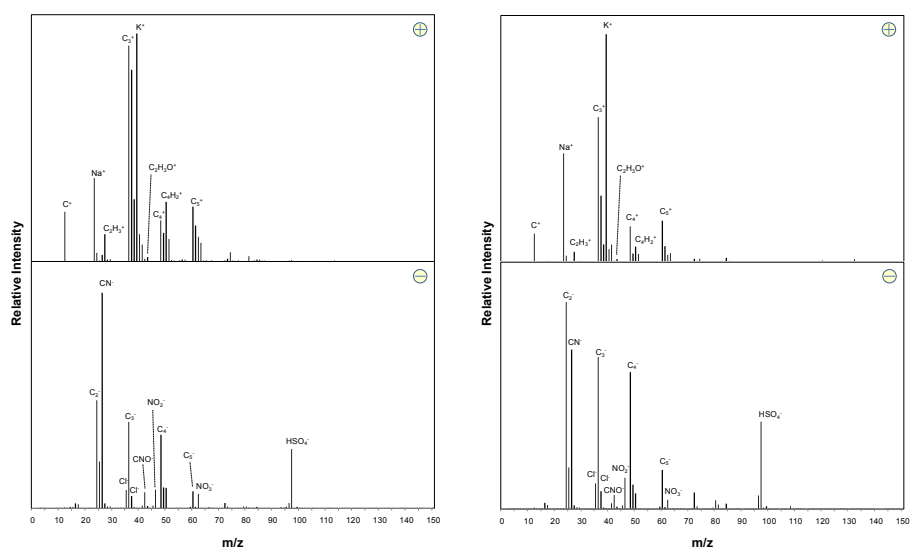 K⁺
C₃⁺
C₂H₃O⁺
Na⁺
C₄H₂⁺
C₅⁺
C⁺
C₄⁺
C₂H₃⁺
Relative Intensity
CN⁻
C₂⁻
NO₂⁻
C₃⁻
C₄⁻
HSO₄⁻
CNO⁻
C₅⁻
Cl⁻
Cl⁻
NO₃⁻
0 10 20 30 40 50 60 70 80 90 100 110 120 130 140 150
m/z
K⁺
C₃⁺
Na⁺
C₂H₃O⁺
C₄⁺
C₅⁺
C⁺
C₂H₃⁺
C₄H₂⁺
Relative Intensity
C₂⁻
CN⁻
C₃⁻
C₄⁻
HSO₄⁻
C₅⁻
NO₂⁻
Cl⁻
Cl⁻
CNO⁻
NO₃⁻
0 10 20 30 40 50 60 70 80 90 100 110 120 130 140 150
m/z